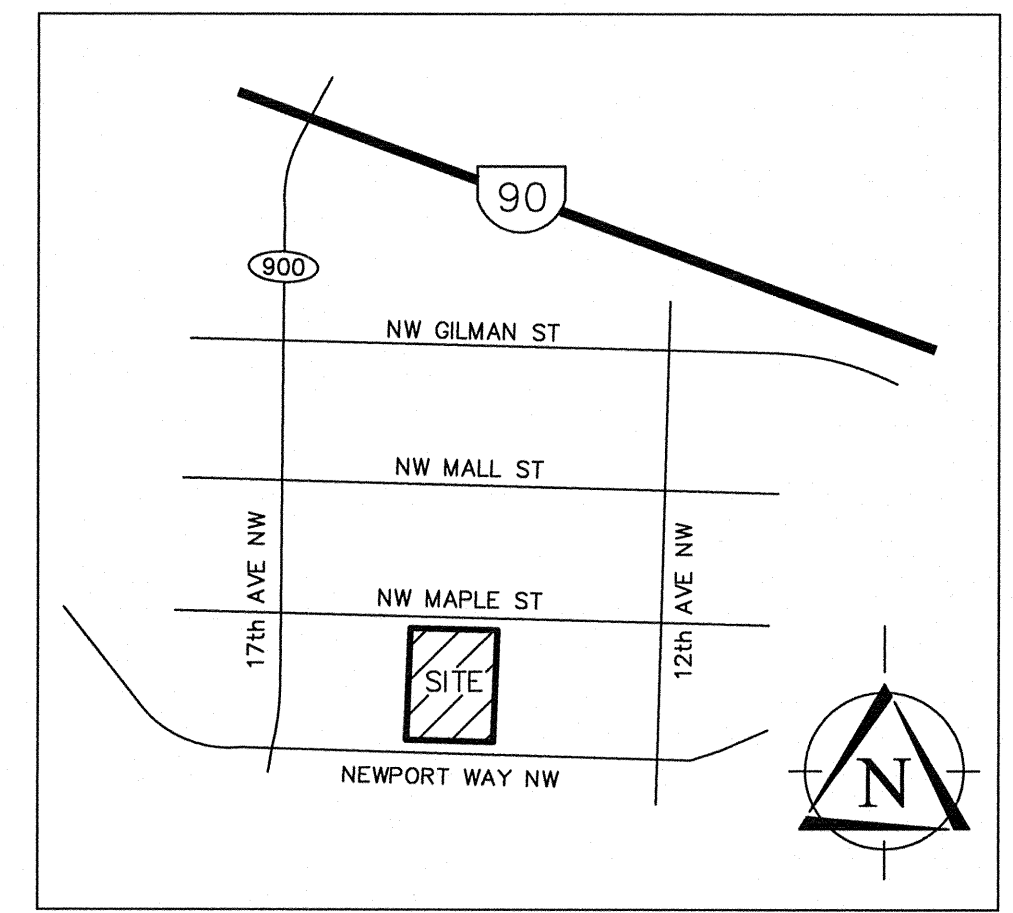 90
900
NW GILMAN ST
NW MALL ST
17th AVE NW
12th AVE NW
NW MAPLE ST
SITE
NEWPORT WAY NW
N